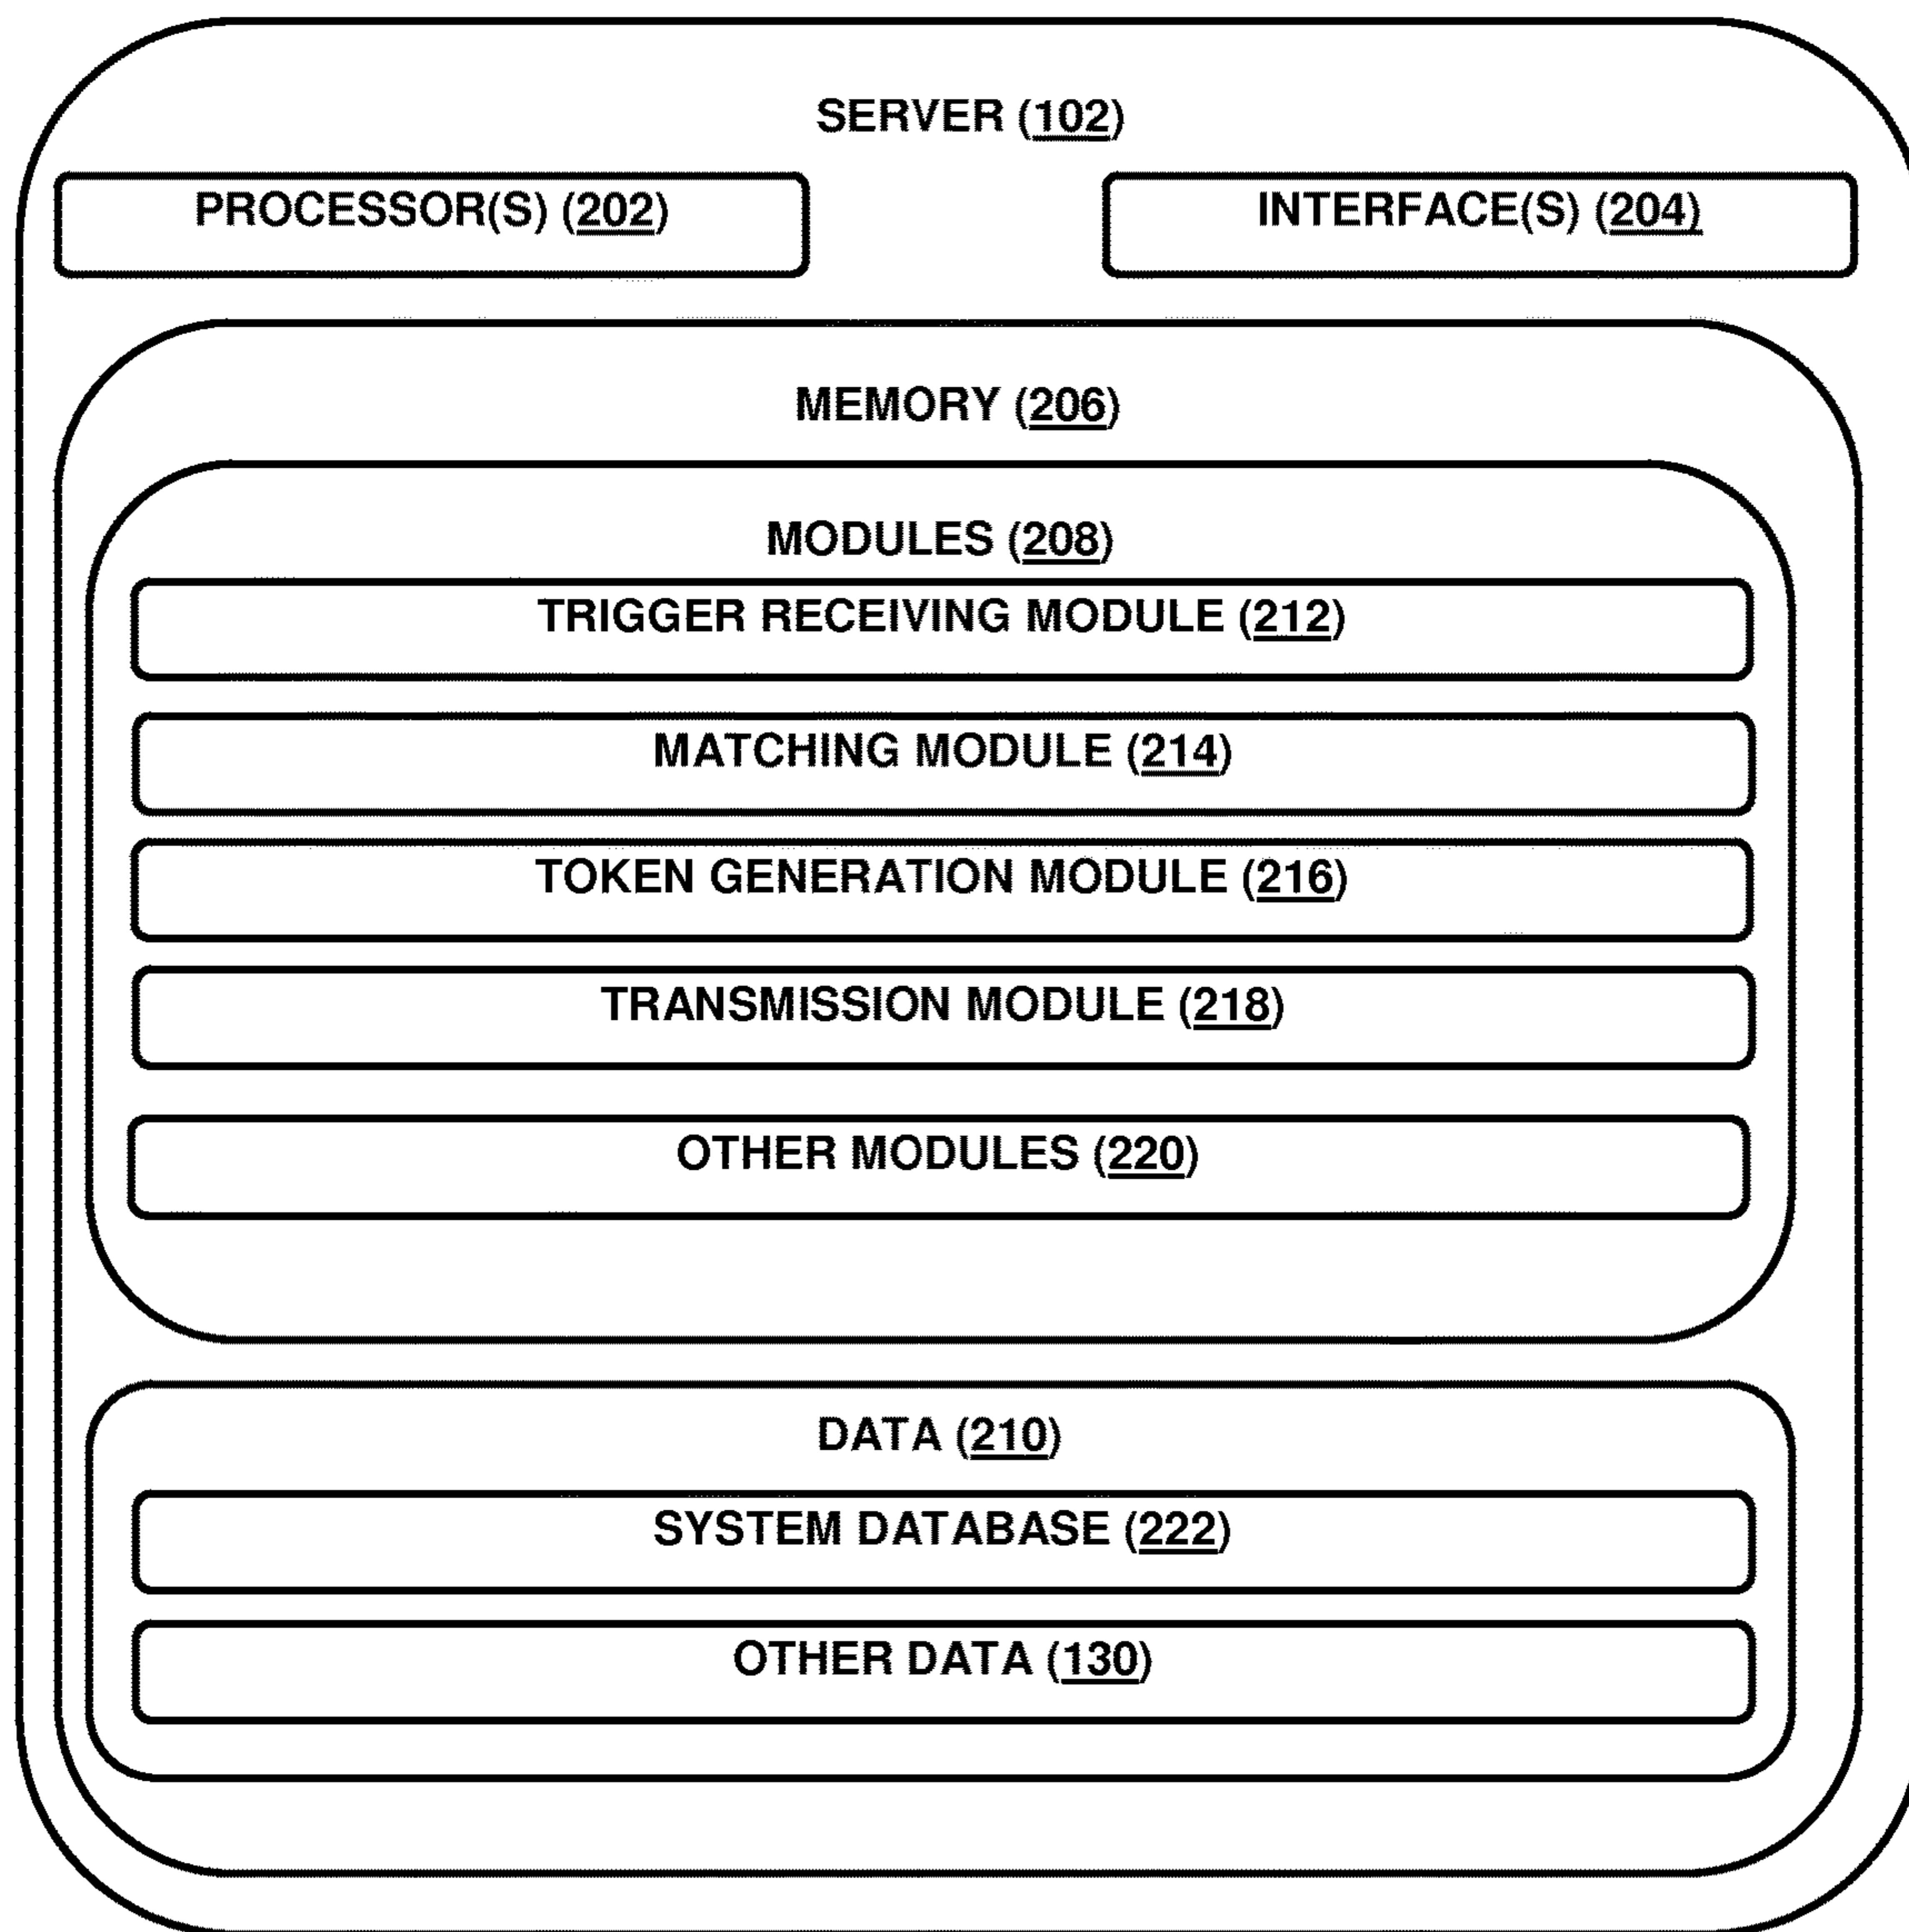 SERVER (102)
PROCESSOR(S) (202)
INTERFACE(S) (204)
MEMORY (206)
MODULES (208)
TRIGGER RECEIVING MODULE (212)
MATCHING MODULE (214)
TOKEN GENERATION MODULE (216)
TRANSMISSION MODULE (218)
OTHER MODULES (220)
DATA (210)
SYSTEM DATABASE (222)
OTHER DATA (130)